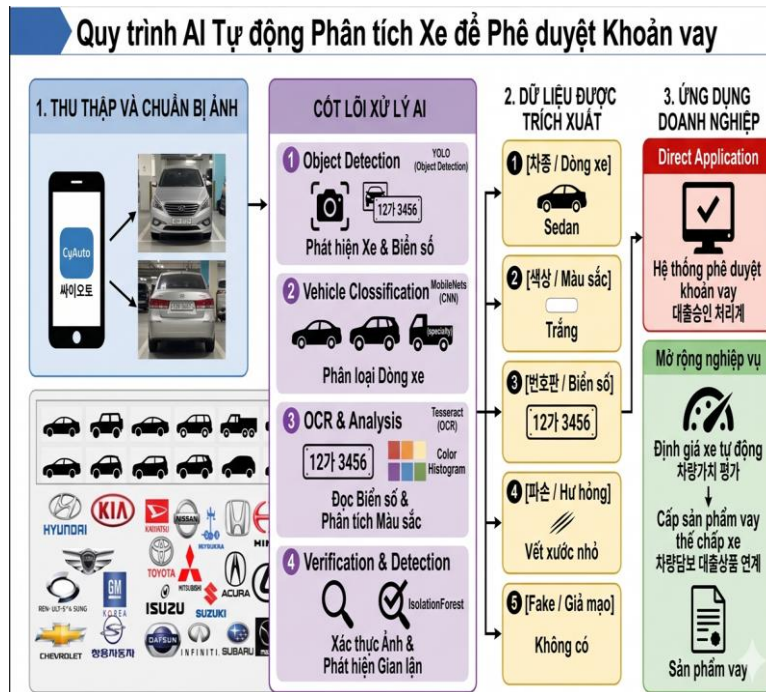 Quy trình AI Tự động Phân tích Xe để Phê duyệt Khoản vay
1. THU THẬP VÀ CHUẨN BỊ ẢNH
CyAuto
싸이오토
HYUNDAI
KIA
DAIHATSU
NISSAN
TOYOTA
MITSUBISHI
ACURA
GM
KOREA
ISUZU
SUZUKI
CHEVROLET
쌍용자동차
DAFSUN
INFINITI.
SUBARU
CỐT LÕI XỬ LÝ AI
1 Object Detection
YOLO
(Object Detection)
12가 3456
Phát hiện Xe & Biển số
2 Vehicle Clossification
MobileNets
(CNN)
(specialty)
Phân loại Dòng xe
3 OCR & Analysis
Tesseract
(OCR)
12가 3456
Color
Histogram
Đọc Biển số &
Phân tích Màu sắc
4 Verification & Detection
IsolationForest
Xác thực Ảnh &
Phát hiện Gian lận
2. DỮ LIỆU ĐƯỢC
TRÍCH XUẤT
1 [차종 / Dòng xe]
Sedan
2 [색상 / Màu sắc]
Trắng
3 [번호판 / Biển số]
12가 3456
4 [파손 / Hư hỏng]
Vết xước nhỏ
5 [Fake / Giả mạo]
Không có
3. ỨNG DỤNG
DOANH NGHIỆP
Direct Application
Hệ thống phê duyệt
khoản vay
대출승인 처리계
Mở rộng nghiệp vụ
Định giá xe tự động
차량가치 평가
Cấp sản phẩm vay
thế chấp xe
차량담보 대출상품 연계
Sản phẩm vay